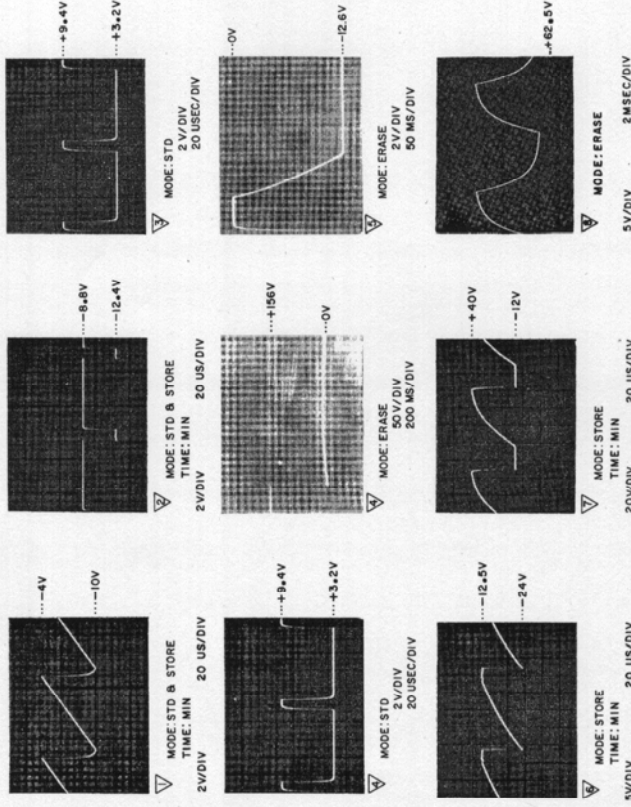 -4V
-10V
1 MODE: STD & STORE
TIME: MIN
2V/DIV 20 US/DIV
-8.8V
-12.4V
2 MODE: STD & STORE
TIME: MIN
2V/DIV 20 US/DIV
+9.4V
+3.2V
3 MODE: STD
2 V/DIV
20 USEC/DIV
+9.4V
+3.2V
4 MODE: STD
2 V/DIV
20 USEC/DIV
+156V
0V
4 MODE: ERASE
50 V/DIV
200 MS/DIV
0V
-12.6V
5 MODE: ERASE
2V/DIV
50 MS/DIV
-12.5V
-24V
6 MODE: STORE
TIME: MIN
5V/DIV 20 US/DIV
+40V
-12V
7 MODE: STORE
TIME: MIN
20V/DIV 20 US/DIV
+62.5V
8 MODE: ERASE
5V/DIV 2 MSEC/DIV